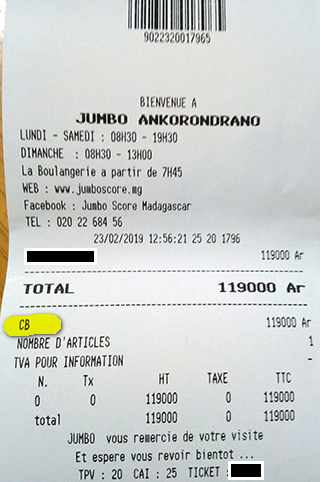 9022320017965
BIENVENUE A
JUMBO ANKORONDRANO
LUNDI - SAMEDI : 08H30 - 19H30
DIMANCHE : 08H30 - 13H00
La Boulangerie a partir de 7H45
WEB : www.jumboscore.mg
Facebook : Jumbo Score Madagascar
TEL : 020 22 684 56
23/02/2019 12:56:21 25 20 1796
119000 Ar
TOTAL 119000 Ar
CB 119000 Ar
NOMBRE D'ARTICLES 1
TVA POUR INFORMATION -
N. Tx HT TAXE TTC
0 0 119000 0 119000
total 119000 0 119000
JUMBO vous remercie de votre visite
Et espere vous revoir bientot ...
TPV : 20 CAI : 25 TICKET :